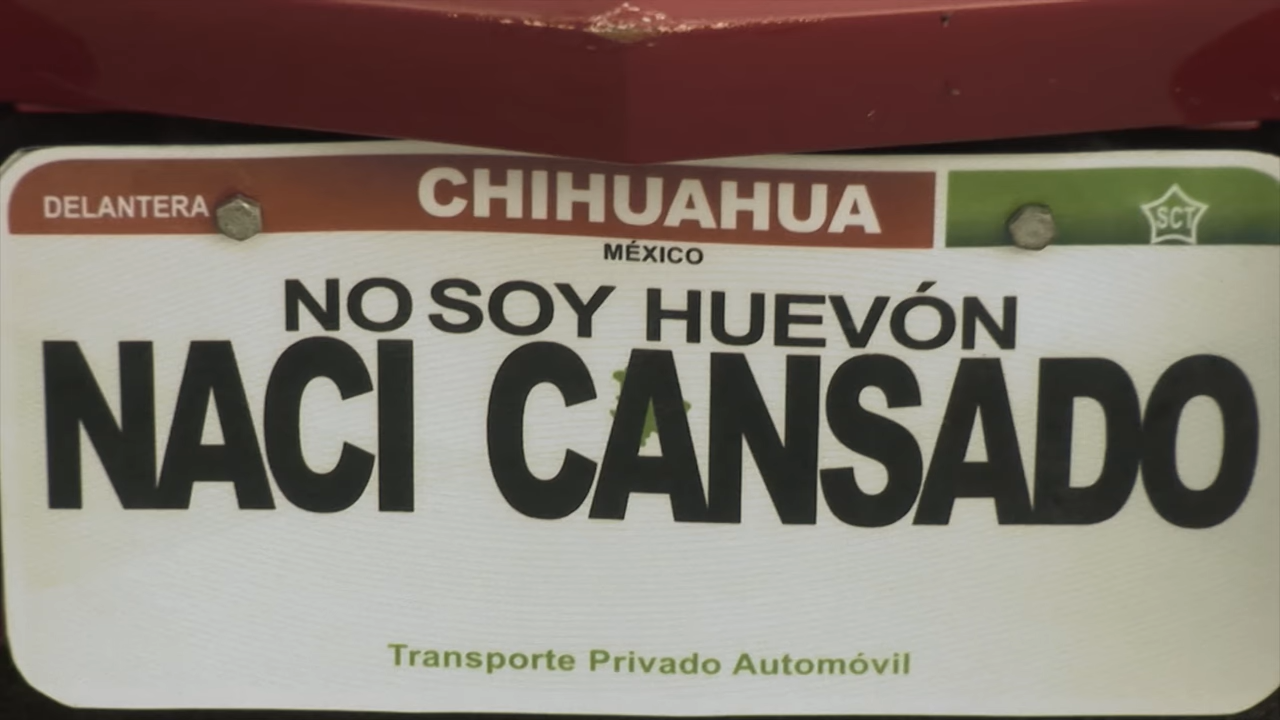 DELANTERA CHIHUAHUA SCT
MÉXICO
NO SOY HUEVÓN
NACI CANSADO
Transporte Privado Automóvil